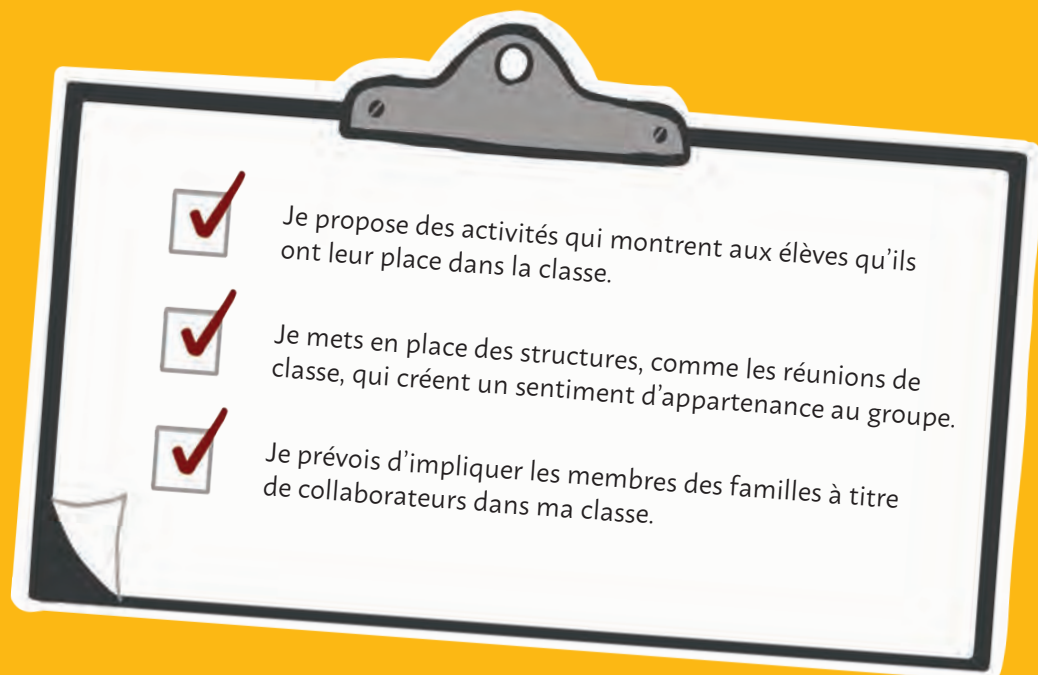 Je propose des activités qui montrent aux élèves qu'ils
ont leur place dans la classe.
Je mets en place des structures, comme les réunions de
classe, qui créent un sentiment d'appartenance au groupe.
Je prévois d'impliquer les membres des familles à titre
de collaborateurs dans ma classe.